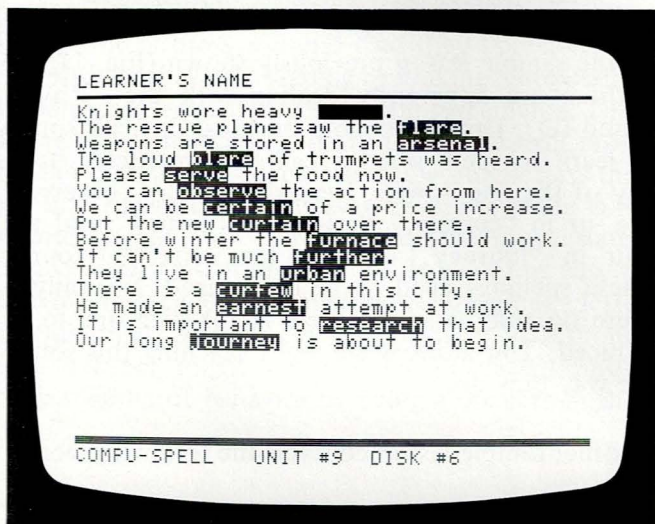 LEARNER'S NAME
Knights wore heavy .
The rescue plane saw the flare.
Weapons are stored in an arsenal.
The loud blare of trumpets was heard.
Please serve the food now.
You can observe the action from here.
We can be certain of a price increase.
Put the new curtain over there.
Before winter the furnace should work.
It can't be much further.
They live in an urban environment.
There is a curfew in this city.
He made an earnest attempt at work.
It is important to research that idea.
Our long journey is about to begin.
COMPU-SPELL UNIT #9 DISK #6